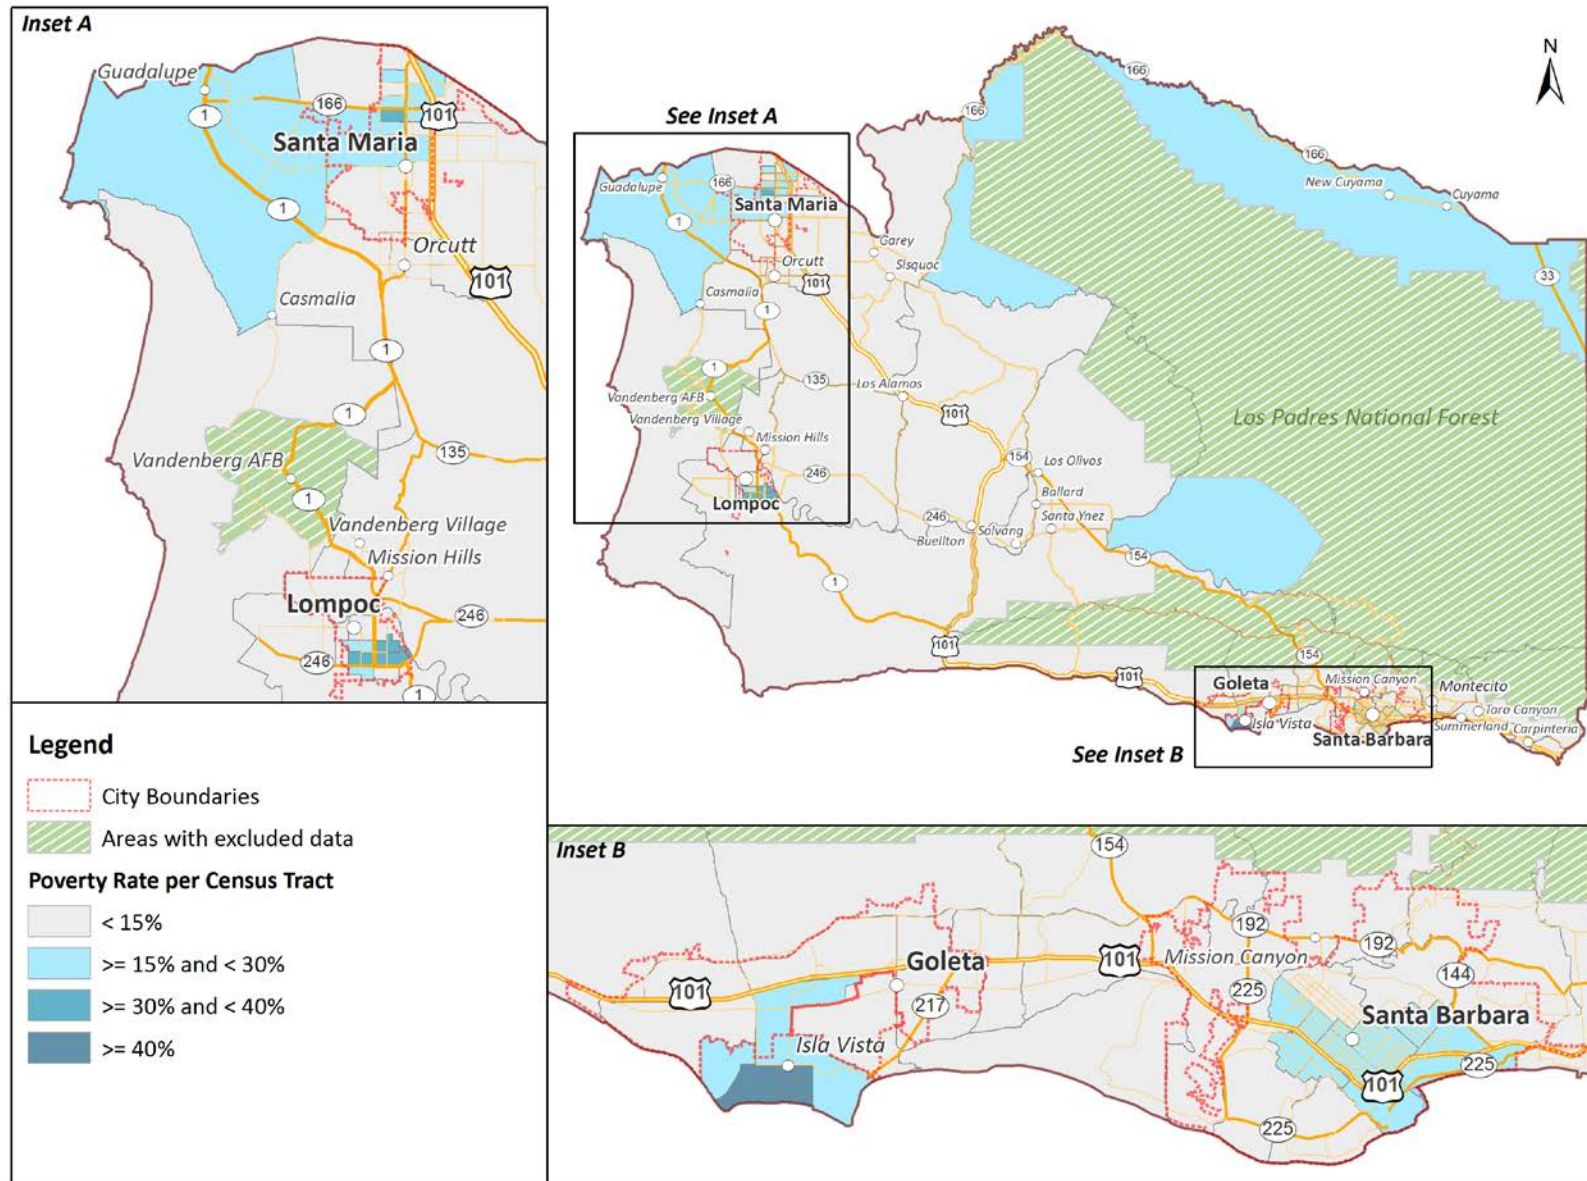 Inset A
Guadalupe
1
166
101
Santa Maria
1
Orcutt
101
Casmalia
1
1
135
Vandenberg AFB
1
Vandenberg Village
Mission Hills
Lompoc
246
246
1
Legend
City Boundaries
Areas with excluded data
Poverty Rate per Census Tract
< 15%
>= 15% and < 30%
>= 30% and < 40%
>= 40%
N
See Inset A
166
166
166
New Cuyama
Cuyama
33
Guadalupe
166
Santa Maria
1
Garey
Orcutt
Sisquoc
101
Casmalia
1
1
135
Los Alamos
Vandenberg AFB
101
Los Padres National Forest
Vandenberg Village
Mission Hills
154
Los Olivos
246
Ballard
Lompoc
246
Solvang
Santa Ynez
Buellton
154
1
101
154
101
Goleta
Mission Canyon
Montecito
Isla Vista
Toro Canyon
Summerland
Carpinteria
Santa Barbara
See Inset B
Inset B
154
192
192
Mission Canyon
Goleta
101
144
101
225
217
Santa Barbara
Isla Vista
225
101
225